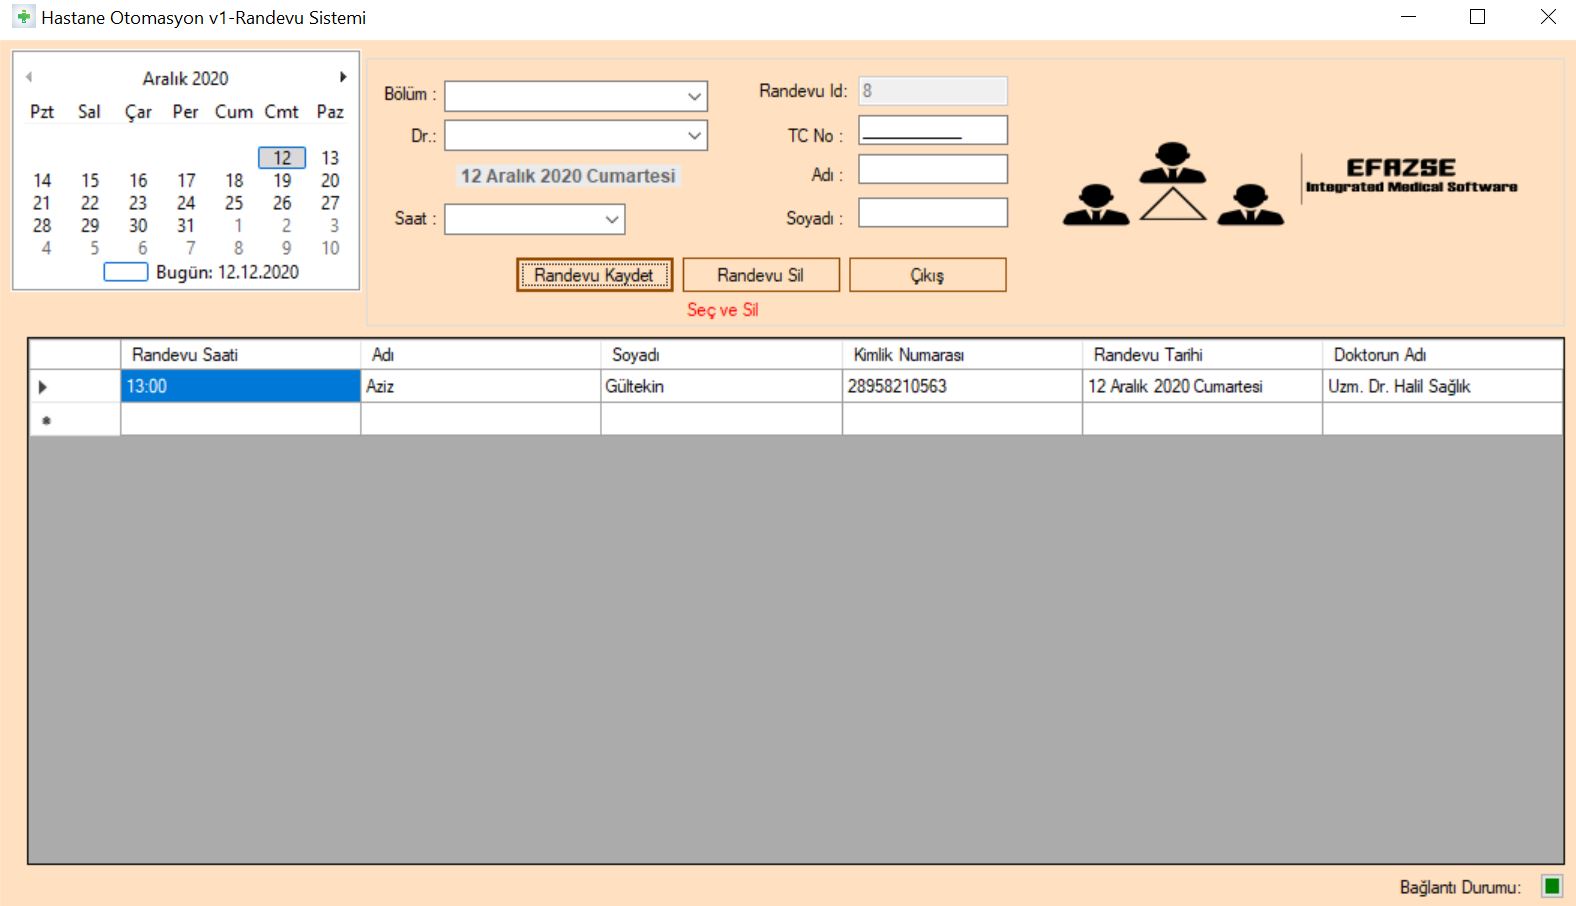 Hastane Otomasyon v1-Randevu Sistemi
Aralık 2020
Pzt Sal Çar Per Cum Cmt Paz
12 13
14 15 16 17 18 19 20
21 22 23 24 25 26 27
28 29 30 31 1 2 3
4 5 6 7 8 9 10
Bugün: 12.12.2020
Bölüm :
Dr.:
12 Aralık 2020 Cumartesi
Saat :
Randevu Id: 8
TC No :
Adı :
Soyadı :
Randevu Kaydet Randevu Sil Çıkış
Seç ve Sil
EFAZSE
Integrated Medical Software
Randevu Saati Adı Soyadı Kimlik Numarası Randevu Tarihi Doktorun Adı
13:00 Aziz Gültekin 28958210563 12 Aralık 2020 Cumartesi Uzm. Dr. Halil Sağlık
Bağlantı Durumu: